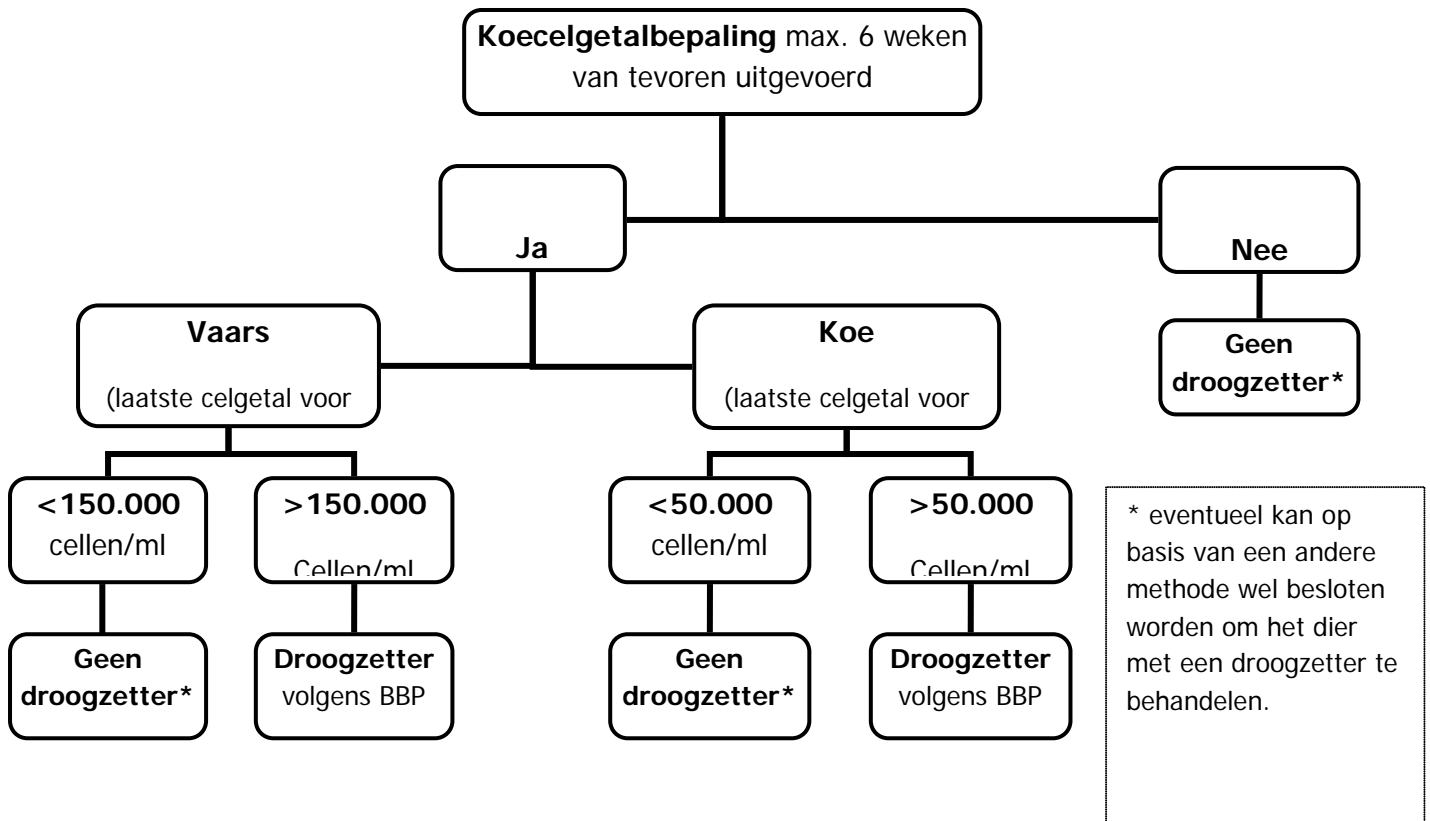 Koecelgetalbepaling max. 6 weken
van tevoren uitgevoerd
Ja
Nee
Vaars
(laatste celgetal voor
Koe
(laatste celgetal voor
Geen
droogzetter*
<150.000
cellen/ml
>150.000
Cellen/ml
<50.000
cellen/ml
>50.000
Cellen/ml
Geen
droogzetter*
Droogzetter
volgens BBP
Geen
droogzetter*
Droogzetter
volgens BBP
* eventueel kan op
basis van een andere
methode wel besloten
worden om het dier
met een droogzetter te
behandelen.